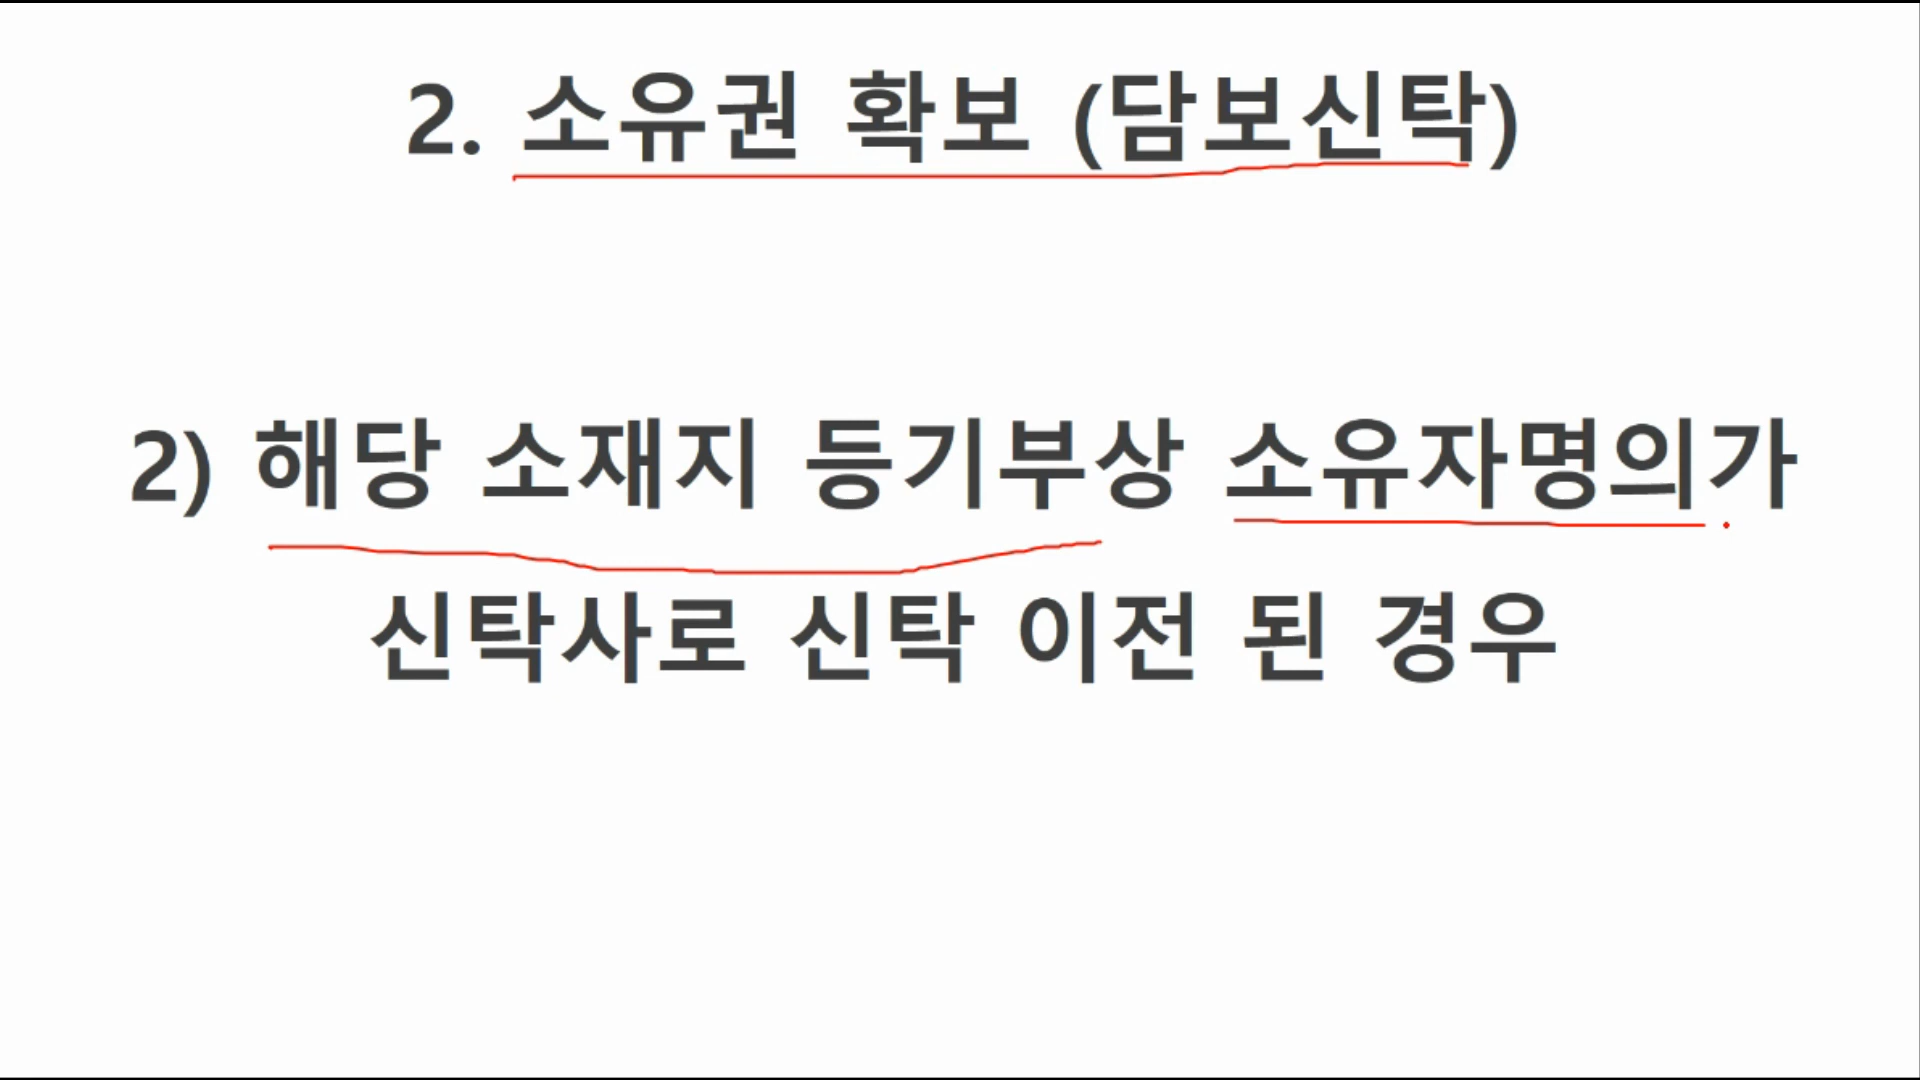 2. 소유권 확보 (담보신탁)
2) 해당 소재지 등기부상 소유자명의가
신탁사로 신탁 이전 된 경우